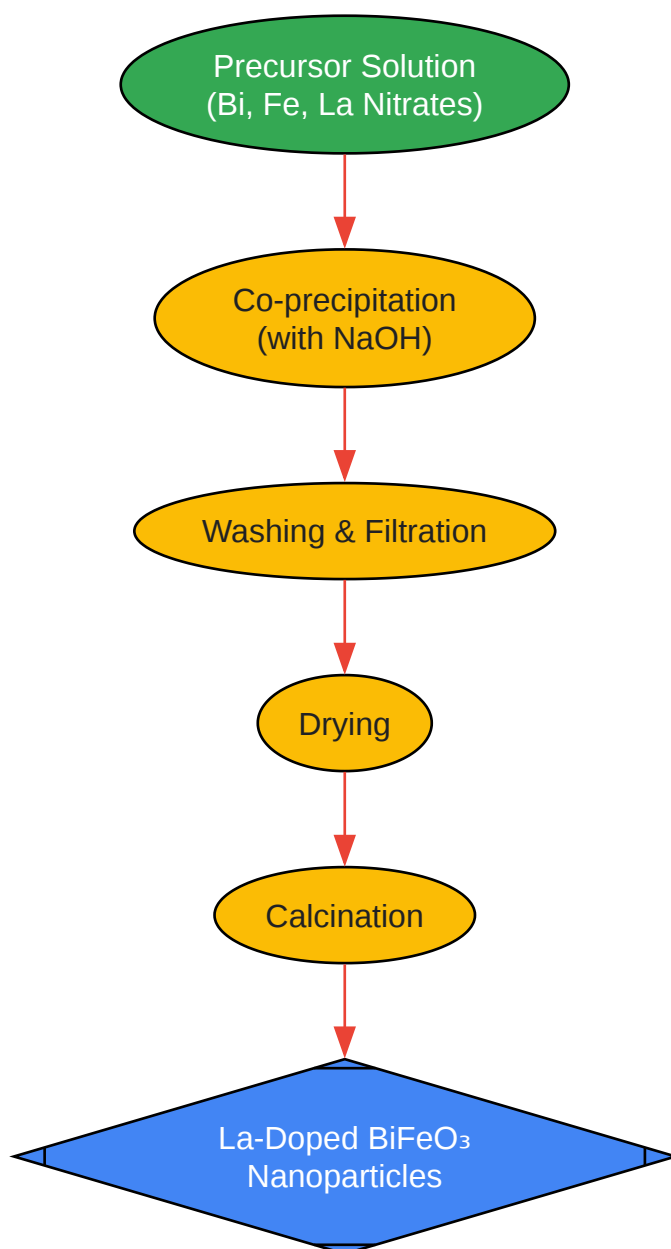 Precursor Solution
(Bi, Fe, La Nitrates)
Co-precipitation
(with NaOH)
Washing & Filtration
Drying
Calcination
La-Doped BiFeO₃
Nanoparticles